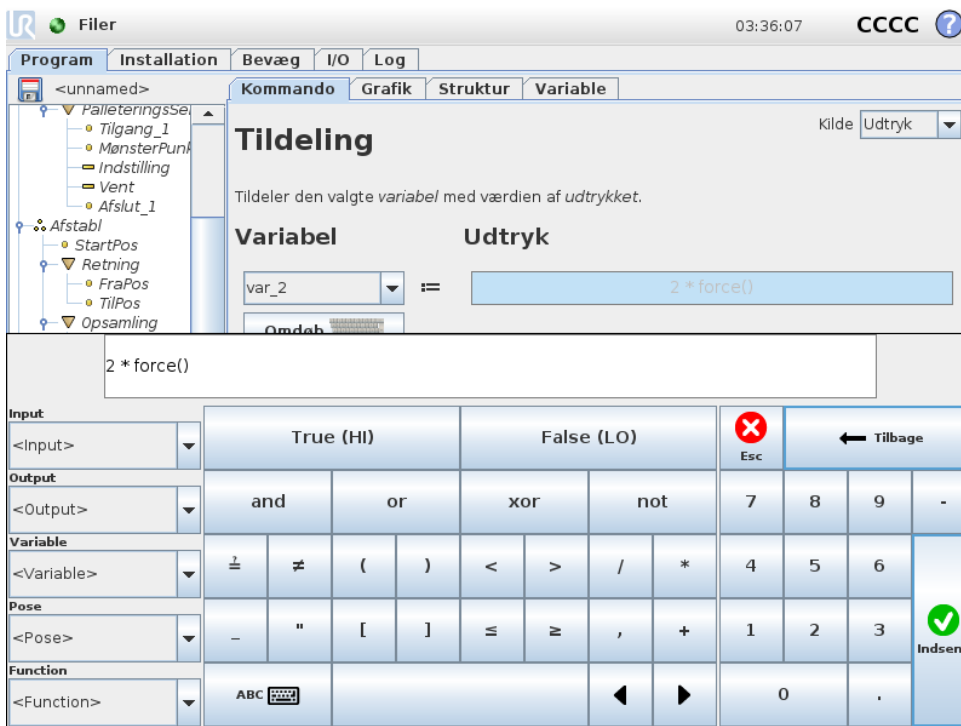 UR Filer 03:36:07 CCCC ?
Program Installation Bevæg I/O Log
<unnamed> Kommando Grafik Struktur Variable
PalleteringsSe
Tilgang_1
MønsterPunk
Indstilling
Vent
Afslut_1
Afstabl
StartPos
Retning
FraPos
TilPos
Opsamling
Tildeling
Kilde Udtryk
Tildeler den valgte variabel med værdien af udtrykket.
Variabel Udtryk
var_2 := 2 * force()
Omdøb
2 * force()
Input
<Input>
Output
<Output>
Variable
<Variable>
Pose
<Pose>
Function
<Function>
True (HI) False (LO) Esc Tilbage
and or xor not 7 8 9 -
≟ ≠ ( ) < > / * 4 5 6
_ " [ ] ≤ ≥ , + 1 2 3 Indsen
ABC 0 .